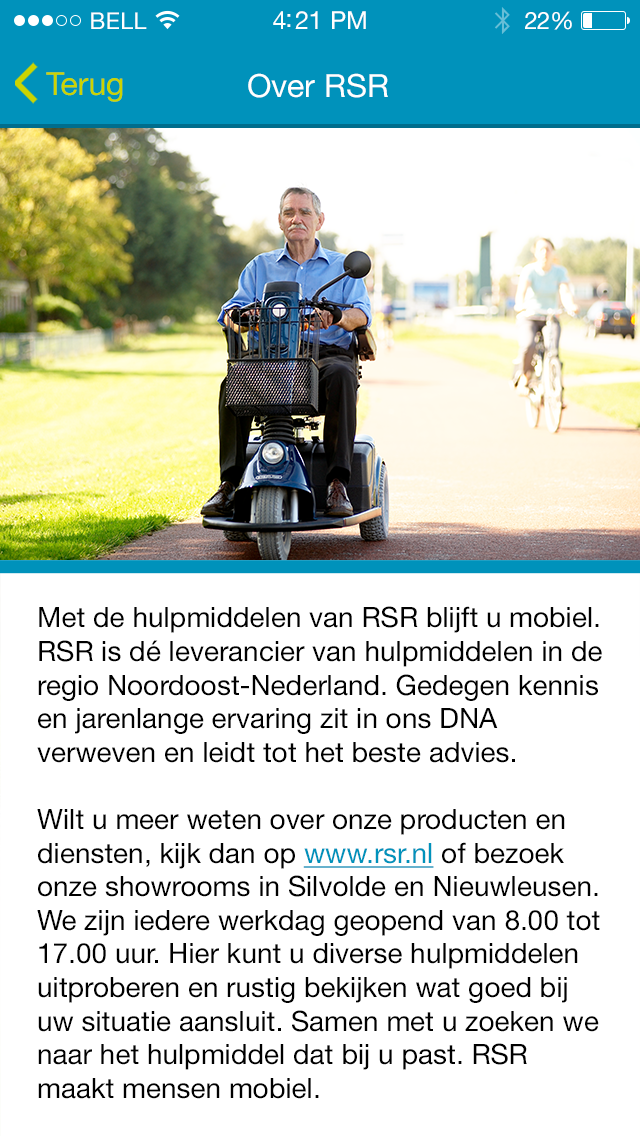 BELL 4:21 PM 22%
Terug Over RSR
Met de hulpmiddelen van RSR blijft u mobiel.
RSR is dé leverancier van hulpmiddelen in de
regio Noordoost-Nederland. Gedegen kennis
en jarenlange ervaring zit in ons DNA
verweven en leidt tot het beste advies.
Wilt u meer weten over onze producten en
diensten, kijk dan op www.rsr.nl of bezoek
onze showrooms in Silvolde en Nieuwleusen.
We zijn iedere werkdag geopend van 8.00 tot
17.00 uur. Hier kunt u diverse hulpmiddelen
uitproberen en rustig bekijken wat goed bij
uw situatie aansluit. Samen met u zoeken we
naar het hulpmiddel dat bij u past. RSR
maakt mensen mobiel.